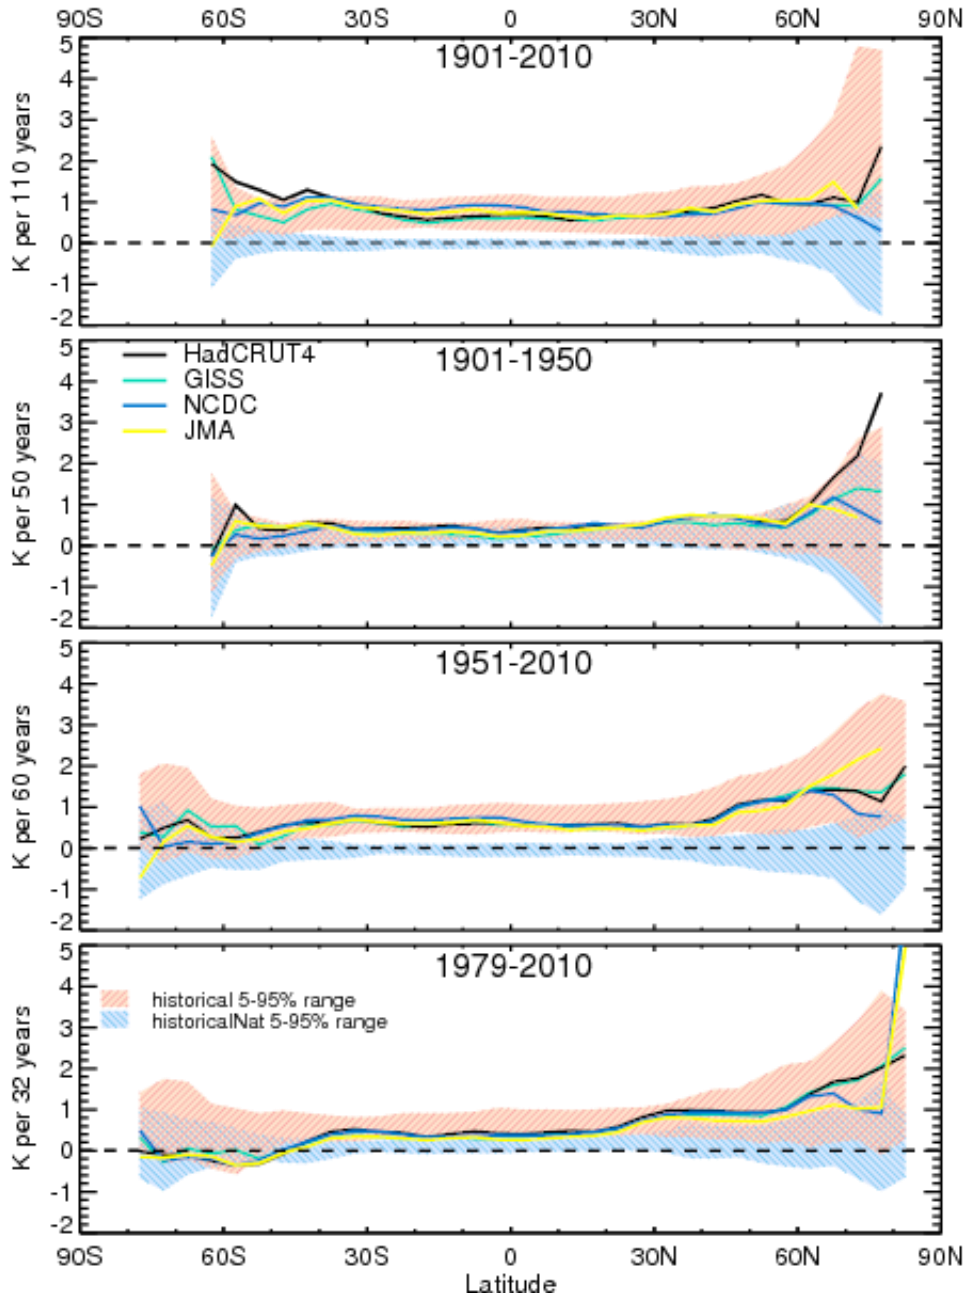 90S 60S 30S 0 30N 60N 90N
1901-2010
5
4
3
2
1
0
-1
-2
K per 110 years
1901-1950
HadCRUT4
GISS
NCDC
JMA
5
4
3
2
1
0
-1
-2
K per 50 years
1951-2010
5
4
3
2
1
0
-1
-2
K per 60 years
1979-2010
historical 5-95% range
historicalNat 5-95% range
5
4
3
2
1
0
-1
-2
K per 32 years
90S 60S 30S 0 30N 60N 90N
Latitude